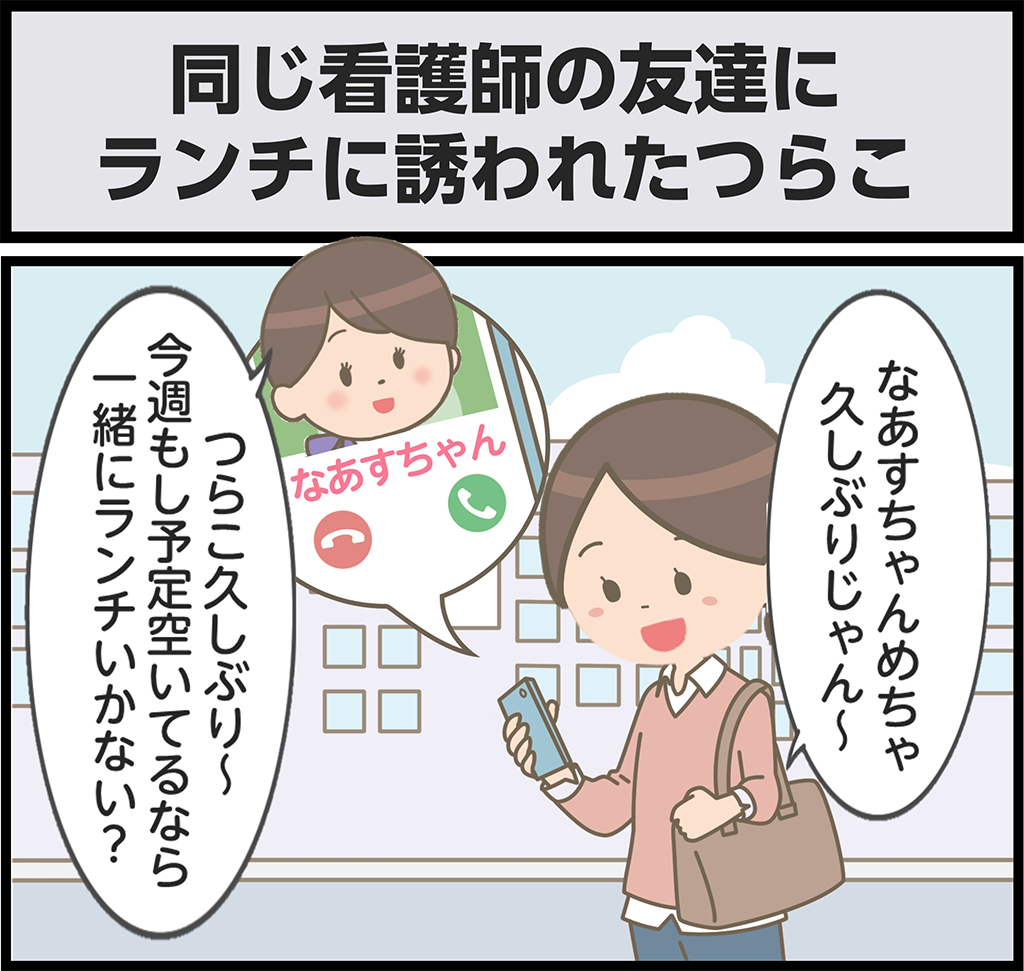 同じ看護師の友達に
ランチに誘われたつらこ
なあすちゃんめちゃ
久しぶりじゃん～
なあすちゃん
つらこ久しぶり～
今週もし予定空いてるなら
一緒にランチいかない？